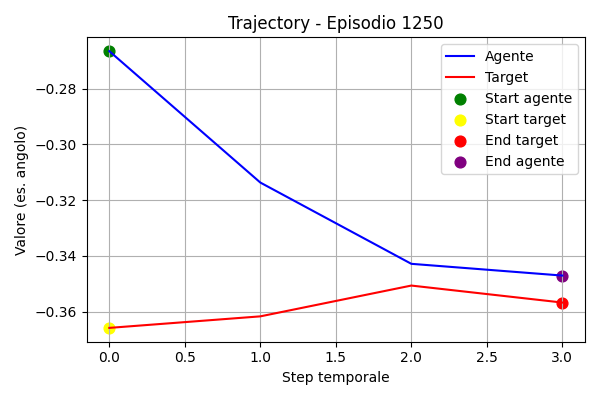 Trajectory - Episodio 1250
Agente
Target
Start agente
Start target
End target
End agente
Valore (es. angolo)
−0.28
−0.30
−0.32
−0.34
−0.36
0.0 0.5 1.0 1.5 2.0 2.5 3.0
Step temporale